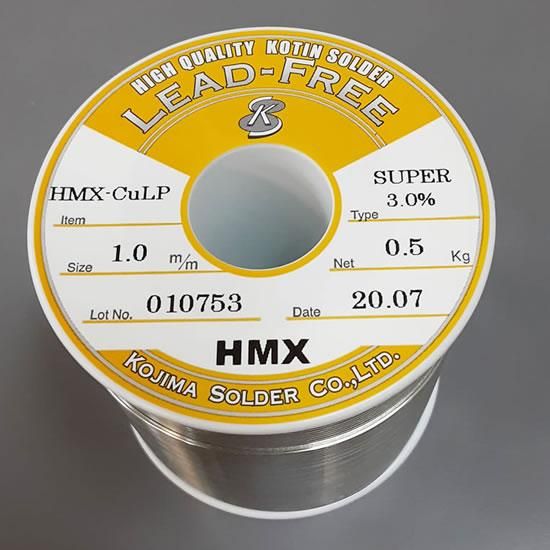 HIGH QUALITY KOTIN SOLDER
LEAD-FREE
KS
HMX-CuLP
Item
SUPER
3.0%
Type
Size 1.0 m/m
Net 0.5 Kg
Lot No. 010753
Date 20.07
HMX
KOJIMA SOLDER CO.,LTD.